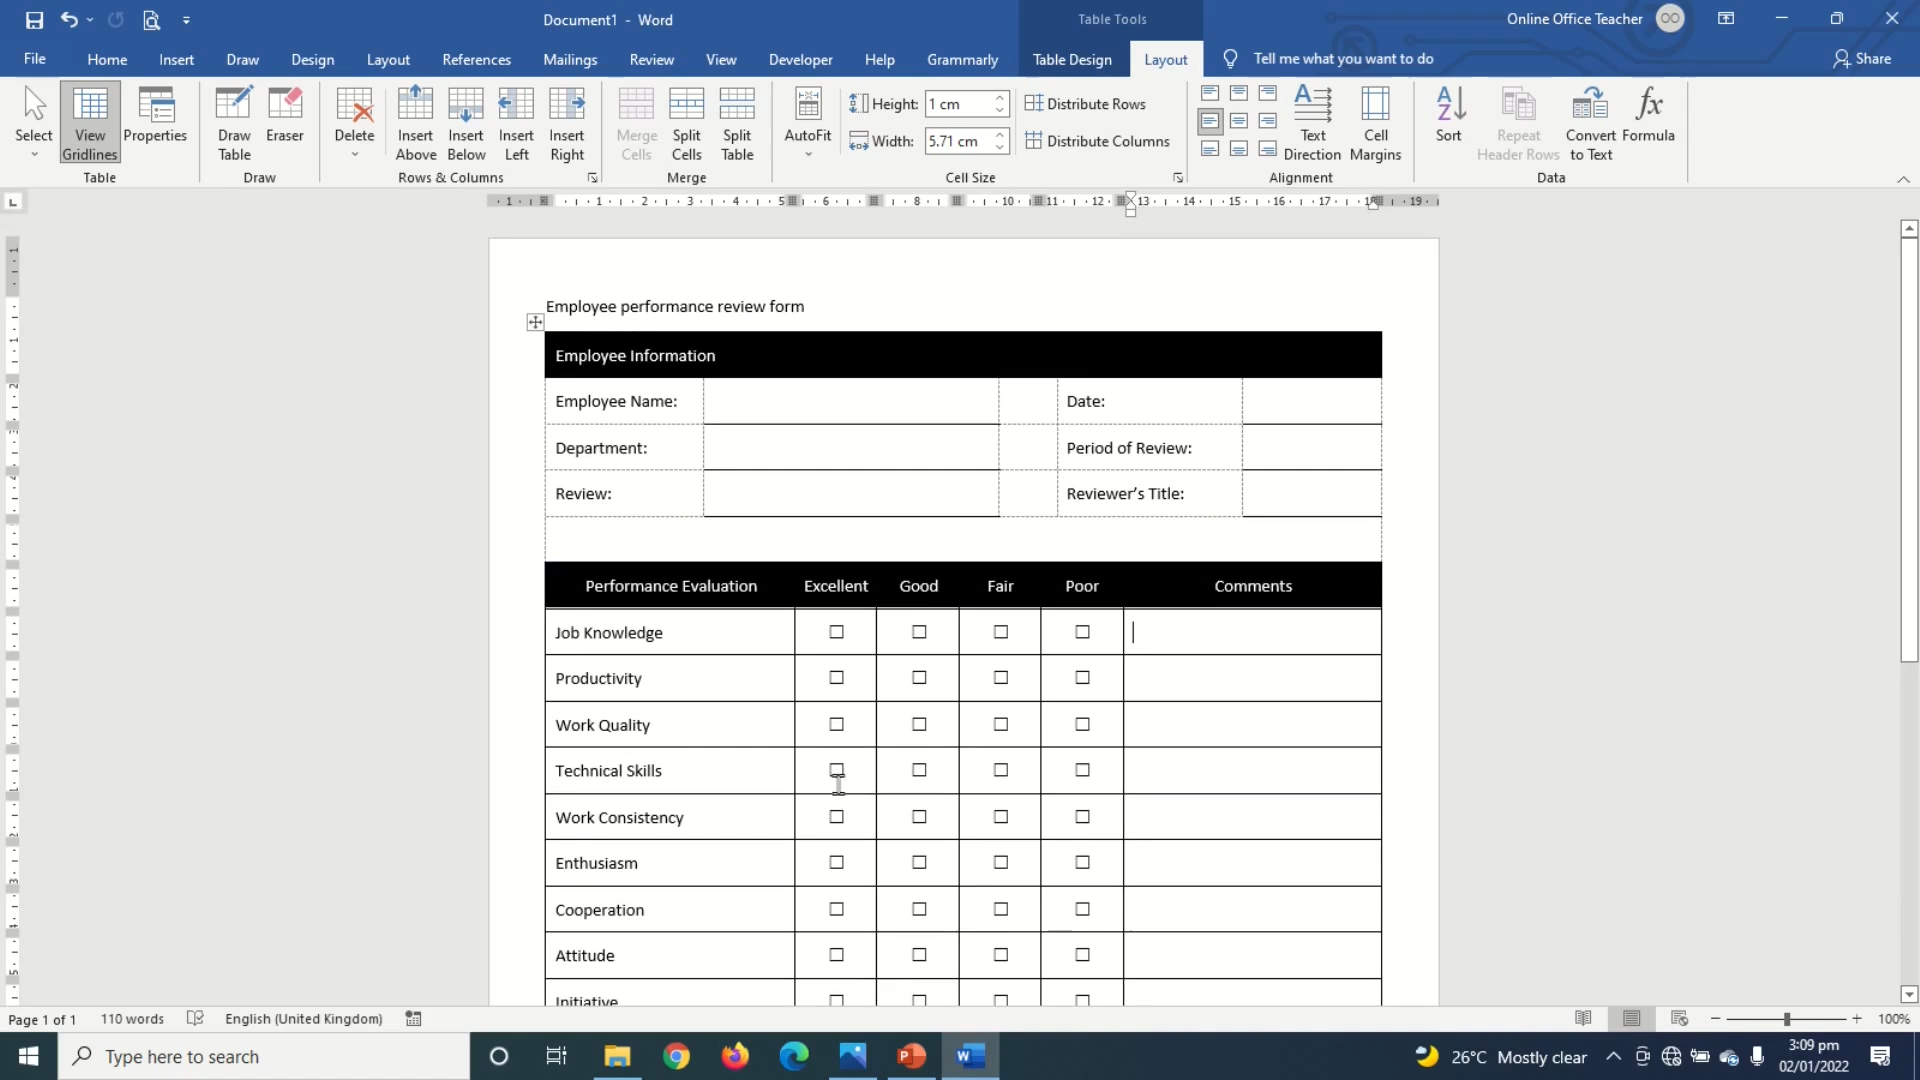 Document1 - Word
Table Tools
Online Office Teacher
OO
File Home Insert Draw Design Layout References Mailings Review View Developer Help Grammarly Table Design Layout Tell me what you want to do Share
Select View Gridlines Properties Draw Table Eraser Delete Insert Above Insert Below Insert Left Insert Right Merge Cells Split Cells Split Table AutoFit Height: 1 cm Distribute Rows Width: 5.71 cm Distribute Columns Text Direction Cell Margins Sort Repeat Header Rows Convert to Text Formula
Table Draw Rows & Columns Merge Cell Size Alignment Data
Employee performance review form
Employee Information
Employee Name: Date:
Department: Period of Review:
Review: Reviewer’s Title:
Performance Evaluation Excellent Good Fair Poor Comments
Job Knowledge ☐ ☐ ☐ ☐
Productivity ☐ ☐ ☐ ☐
Work Quality ☐ ☐ ☐ ☐
Technical Skills ☐ ☐ ☐ ☐
Work Consistency ☐ ☐ ☐ ☐
Enthusiasm ☐ ☐ ☐ ☐
Cooperation ☐ ☐ ☐ ☐
Attitude ☐ ☐ ☐ ☐
Initiative ☐ ☐ ☐ ☐
Page 1 of 1 110 words English (United Kingdom) 100%
Type here to search
26°C Mostly clear
3:09 pm
02/01/2022